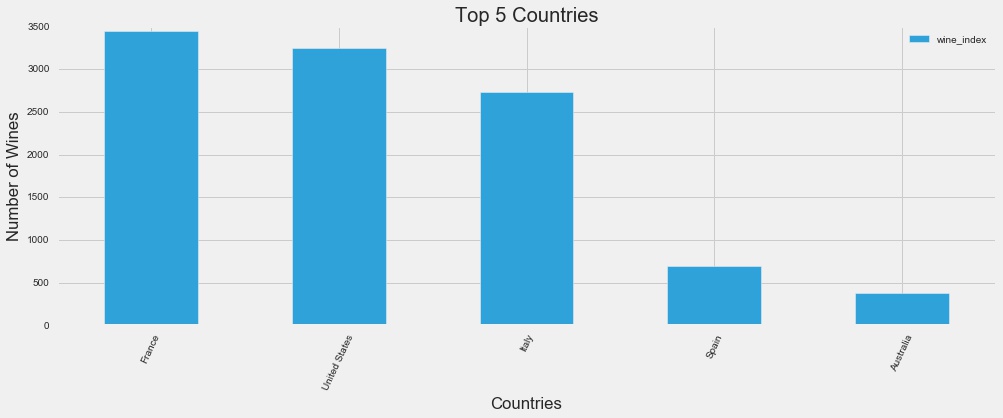 Top 5 Countries
wine_index
Number of Wines
3500
3000
2500
2000
1500
1000
500
0
France
United States
Italy
Spain
Australia
Countries